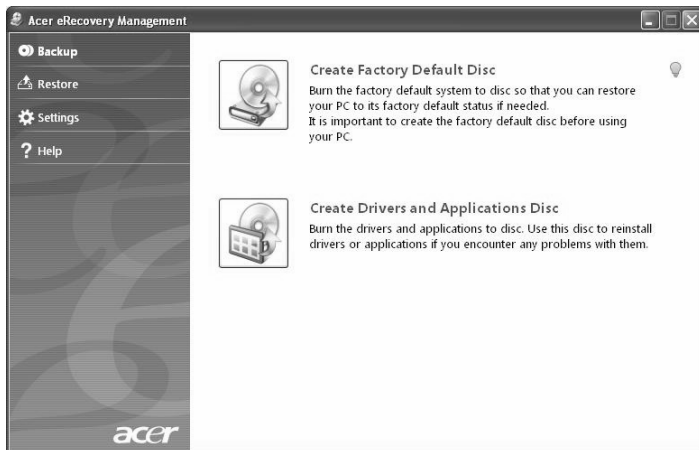 Acer eRecovery Management
Backup
Restore
Settings
? Help
Create Factory Default Disc
Burn the factory default system to disc so that you can restore
your PC to its factory default status if needed.
It is important to create the factory default disc before using
your PC.
Create Drivers and Applications Disc
Burn the drivers and applications to disc. Use this disc to reinstall
drivers or applications if you encounter any problems with them.
acer